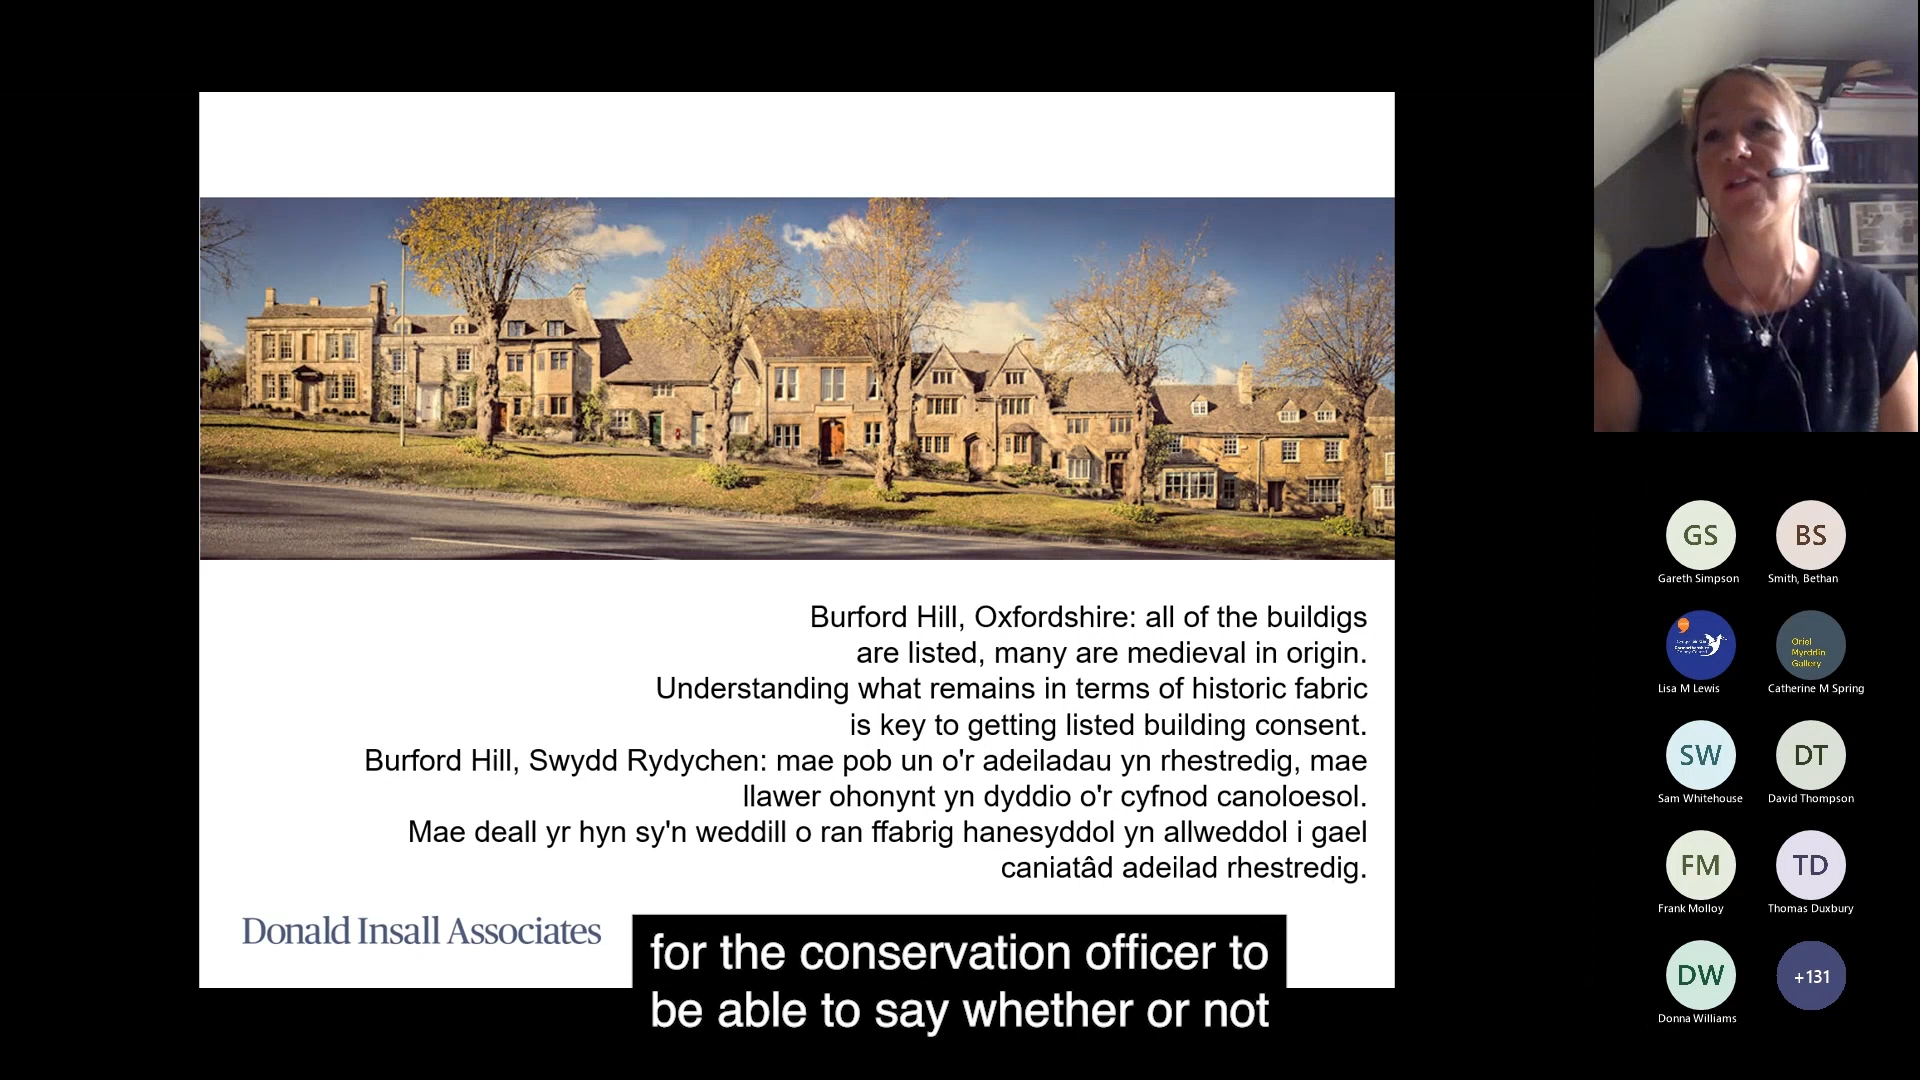 Burford Hill, Oxfordshire: all of the buildigs
are listed, many are medieval in origin.
Understanding what remains in terms of historic fabric
is key to getting listed building consent.
Burford Hill, Swydd Rydychen: mae pob un o'r adeiladau yn rhestredig, mae
llawer ohonynt yn dyddio o'r cyfnod canoloesol.
Mae deall yr hyn sy'n weddill o ran ffabrig hanesyddol yn allweddol i gael
caniatâd adeilad rhestredig.
Donald Insall Associates
for the conservation officer to
be able to say whether or not
GS
Gareth Simpson
BS
Smith, Bethan
Lisa M Lewis
Oriel
Myrddin
Gallery
Catherine M Spring
SW
Sam Whitehouse
DT
David Thompson
FM
Frank Molloy
TD
Thomas Duxbury
DW
Donna Williams
+131